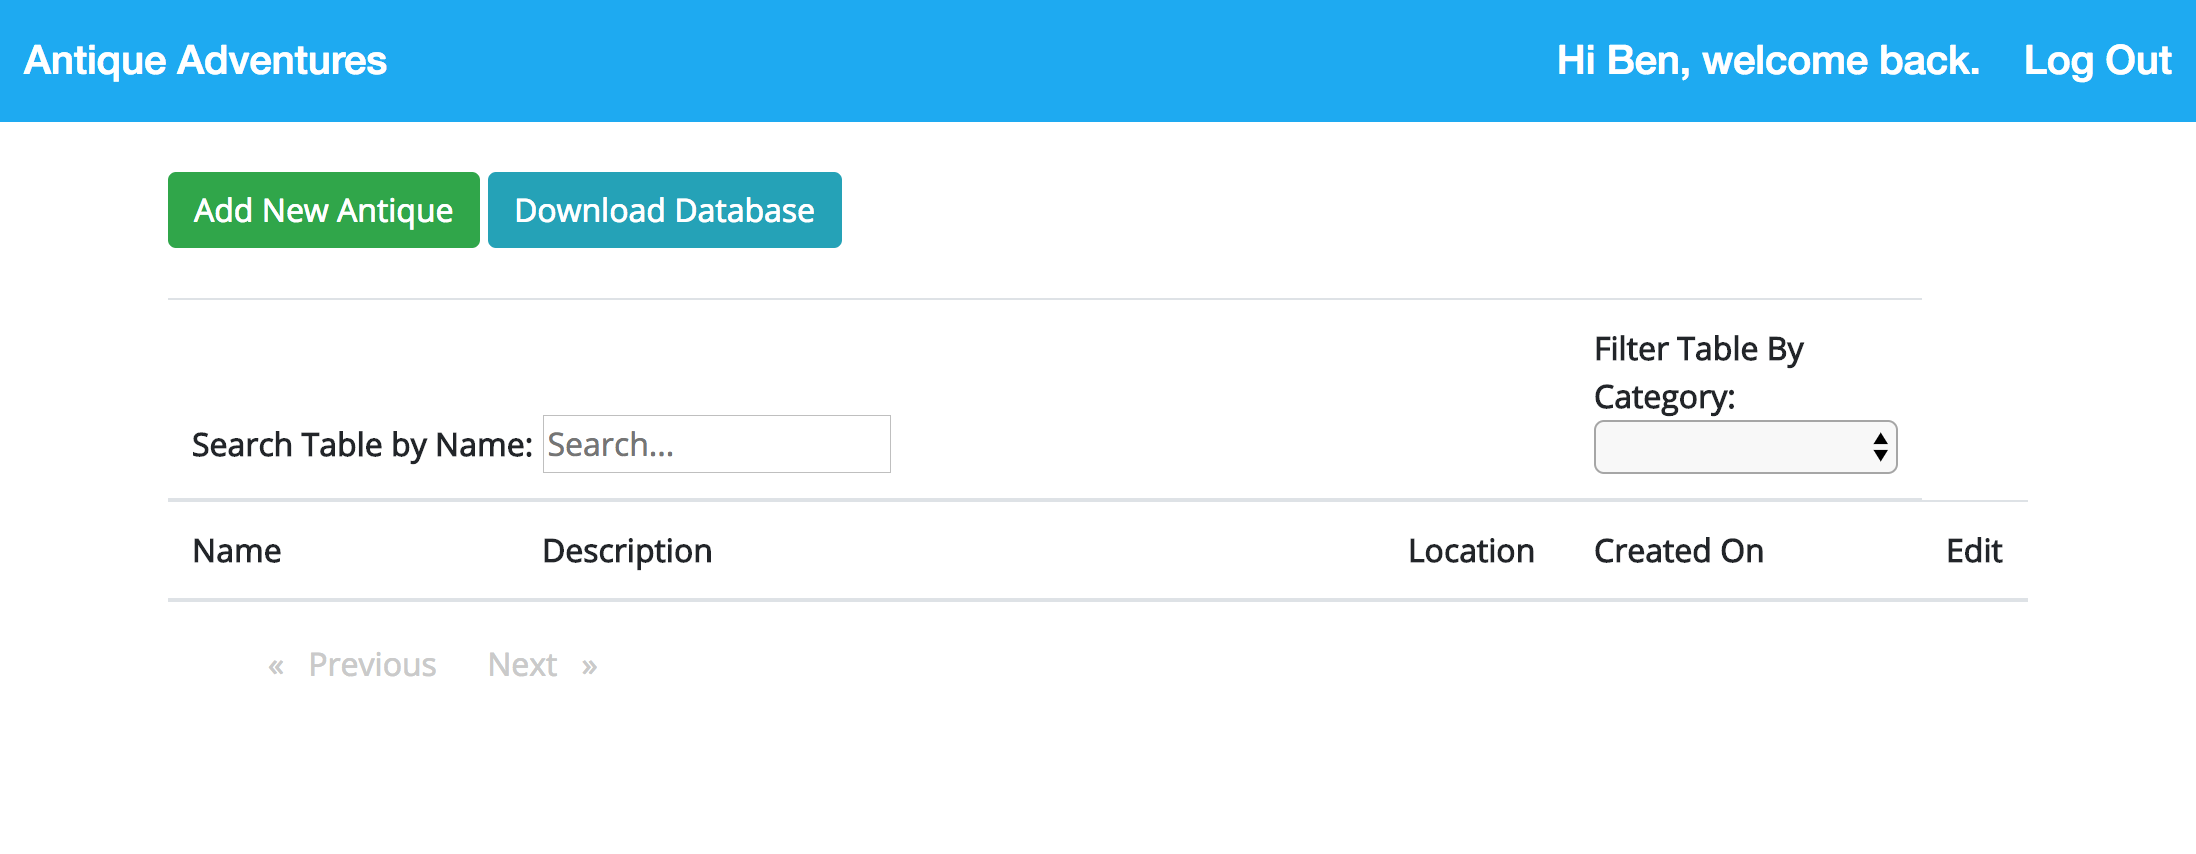 Antique Adventures
Hi Ben, welcome back. Log Out
Add New Antique Download Database
Filter Table By
Category:
Search Table by Name: Search...
Name Description Location Created On Edit
« Previous Next »